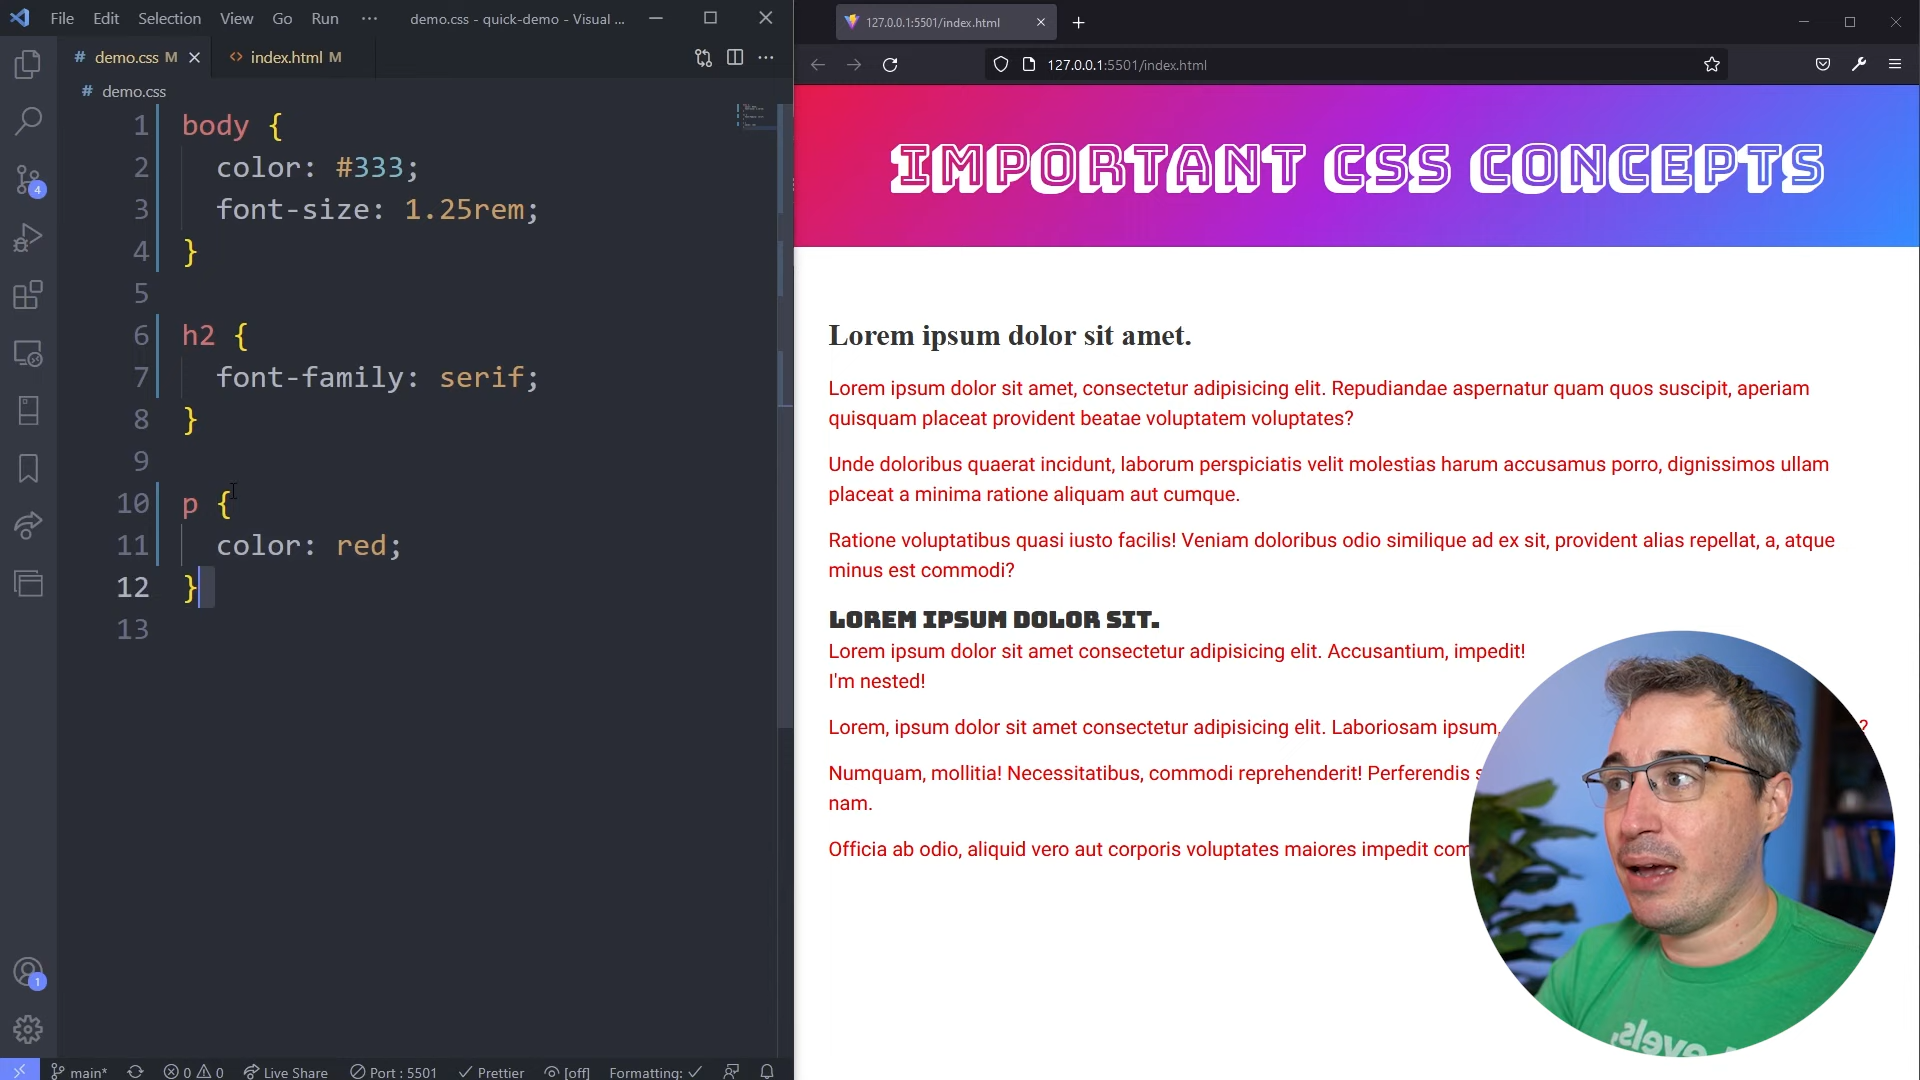 File Edit Selection View Go Run ··· demo.css - quick-demo - Visual ...
# demo.css M × <> index.html M
# demo.css
1 body {
2 color: #333;
3 font-size: 1.25rem;
4 }
5
6 h2 {
7 font-family: serif;
8 }
9
10 p {
11 color: red;
12 }
13
4
1
main* 0 0 Live Share Port : 5501 Prettier [off] Formatting: ✓
127.0.0.1:5501/index.html
127.0.0.1:5501/index.html
IMPORTANT CSS CONCEPTS
Lorem ipsum dolor sit amet.
Lorem ipsum dolor sit amet, consectetur adipisicing elit. Repudiandae aspernatur quam quos suscipit, aperiam
quisquam placeat provident beatae voluptatem voluptates?
Unde doloribus quaerat incidunt, laborum perspiciatis velit molestias harum accusamus porro, dignissimos ullam
placeat a minima ratione aliquam aut cumque.
Ratione voluptatibus quasi iusto facilis! Veniam doloribus odio similique ad ex sit, provident alias repellat, a, atque
minus est commodi?
LOREM IPSUM DOLOR SIT.
Lorem ipsum dolor sit amet consectetur adipisicing elit. Accusantium, impedit!
I'm nested!
Lorem, ipsum dolor sit amet consectetur adipisicing elit. Laboriosam ipsum, ?
Numquam, mollitia! Necessitatibus, commodi reprehenderit! Perferendis
nam.
Officia ab odio, aliquid vero aut corporis voluptates maiores impedit com